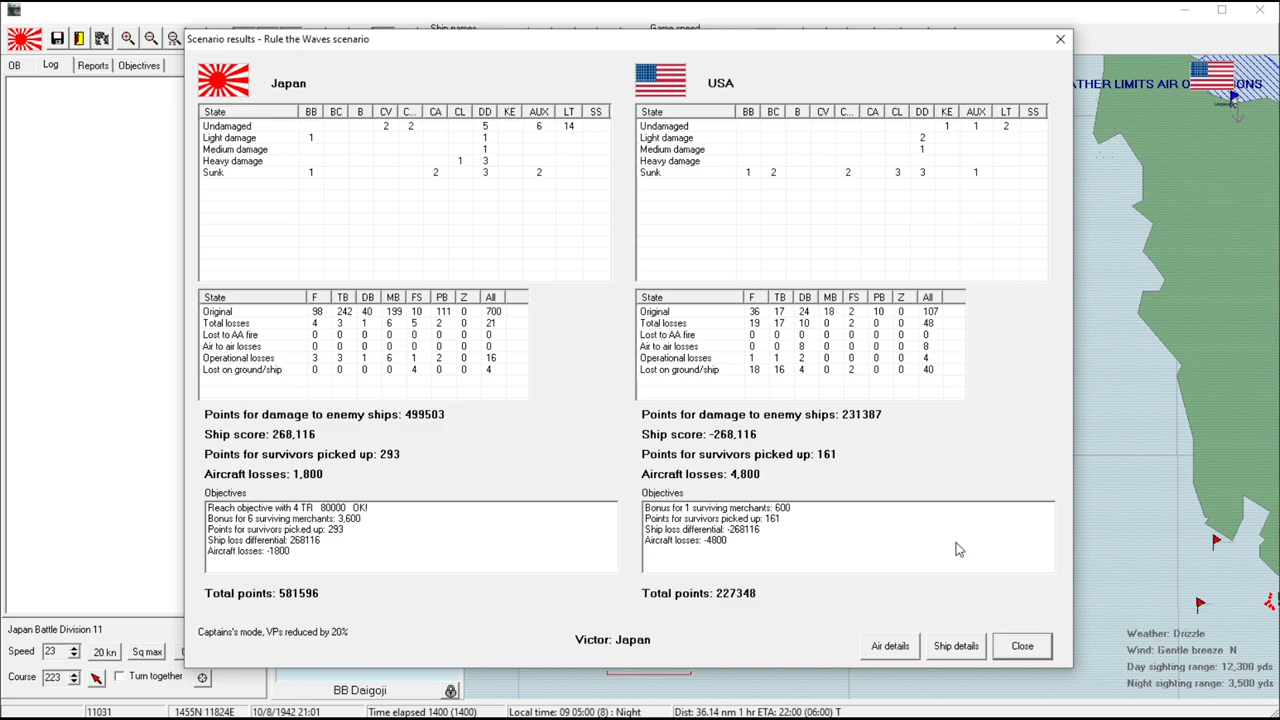 Ship names
Game speed
Scenario results - Rule the Waves scenario
OB Log Reports Objectives
Japan
USA
State BB BC B CV C... CA CL DD KE AUX LT SS
Undamaged 2 2 5 6 14
Light damage 1 1
Medium damage 1
Heavy damage 1 3
Sunk 1 2 3 2
State BB BC B CV C... CA CL DD KE AUX LT SS
Undamaged 1 1 2
Light damage 2
Medium damage 1
Heavy damage
Sunk 1 2 2 3 3 1
State F TB DB MB FS PB Z All
Original 98 242 40 199 10 111 0 700
Total losses 4 3 1 6 5 2 0 21
Lost to AA fire 0 0 0 0 0 0 0 0
Air to air losses 0 0 0 0 0 0 0 0
Operational losses 3 3 1 6 1 2 0 16
Lost on ground/ship 0 0 0 0 4 0 0 4
State F TB DB MB FS PB Z All
Original 36 17 24 18 2 10 0 107
Total losses 19 17 10 0 2 0 0 48
Lost to AA fire 0 0 0 0 0 0 0 0
Air to air losses 0 0 8 0 0 0 0 8
Operational losses 1 1 2 0 0 0 0 4
Lost on ground/ship 18 16 4 0 2 0 0 40
Points for damage to enemy ships: 499503
Ship score: 268,116
Points for survivors picked up: 293
Aircraft losses: 1,800
Objectives
Reach objective with 4 TR 80000 OK!
Bonus for 6 surviving merchants: 3,600
Points for survivors picked up: 293
Ship loss differential: 268116
Aircraft losses: -1800
Total points: 581596
Points for damage to enemy ships: 231387
Ship score: -268,116
Points for survivors picked up: 161
Aircraft losses: 4,800
Objectives
Bonus for 1 surviving merchants: 600
Points for survivors picked up: 161
Ship loss differential: -268116
Aircraft losses: -4800
Total points: 227348
Captains's mode, VPs reduced by 20%
Victor: Japan
Air details
Ship details
Close
ATHER LIMITS AIR O
ONS
Japan Battle Division 11
Speed 23 20 kn Sq max
Course 223 Turn together
BB Daigoji
Weather: Drizzle
Wind: Gentle breeze N
Day sighting range: 12,300 yds
Night sighting range: 3,500 yds
11031 1455N 11824E 10/8/1942 21:01 Time elapsed 1400 (1400) Local time: 09 05:00 (8) : Night Dist: 36.14 nm 1 hr ETA: 22:00 (06:00) T